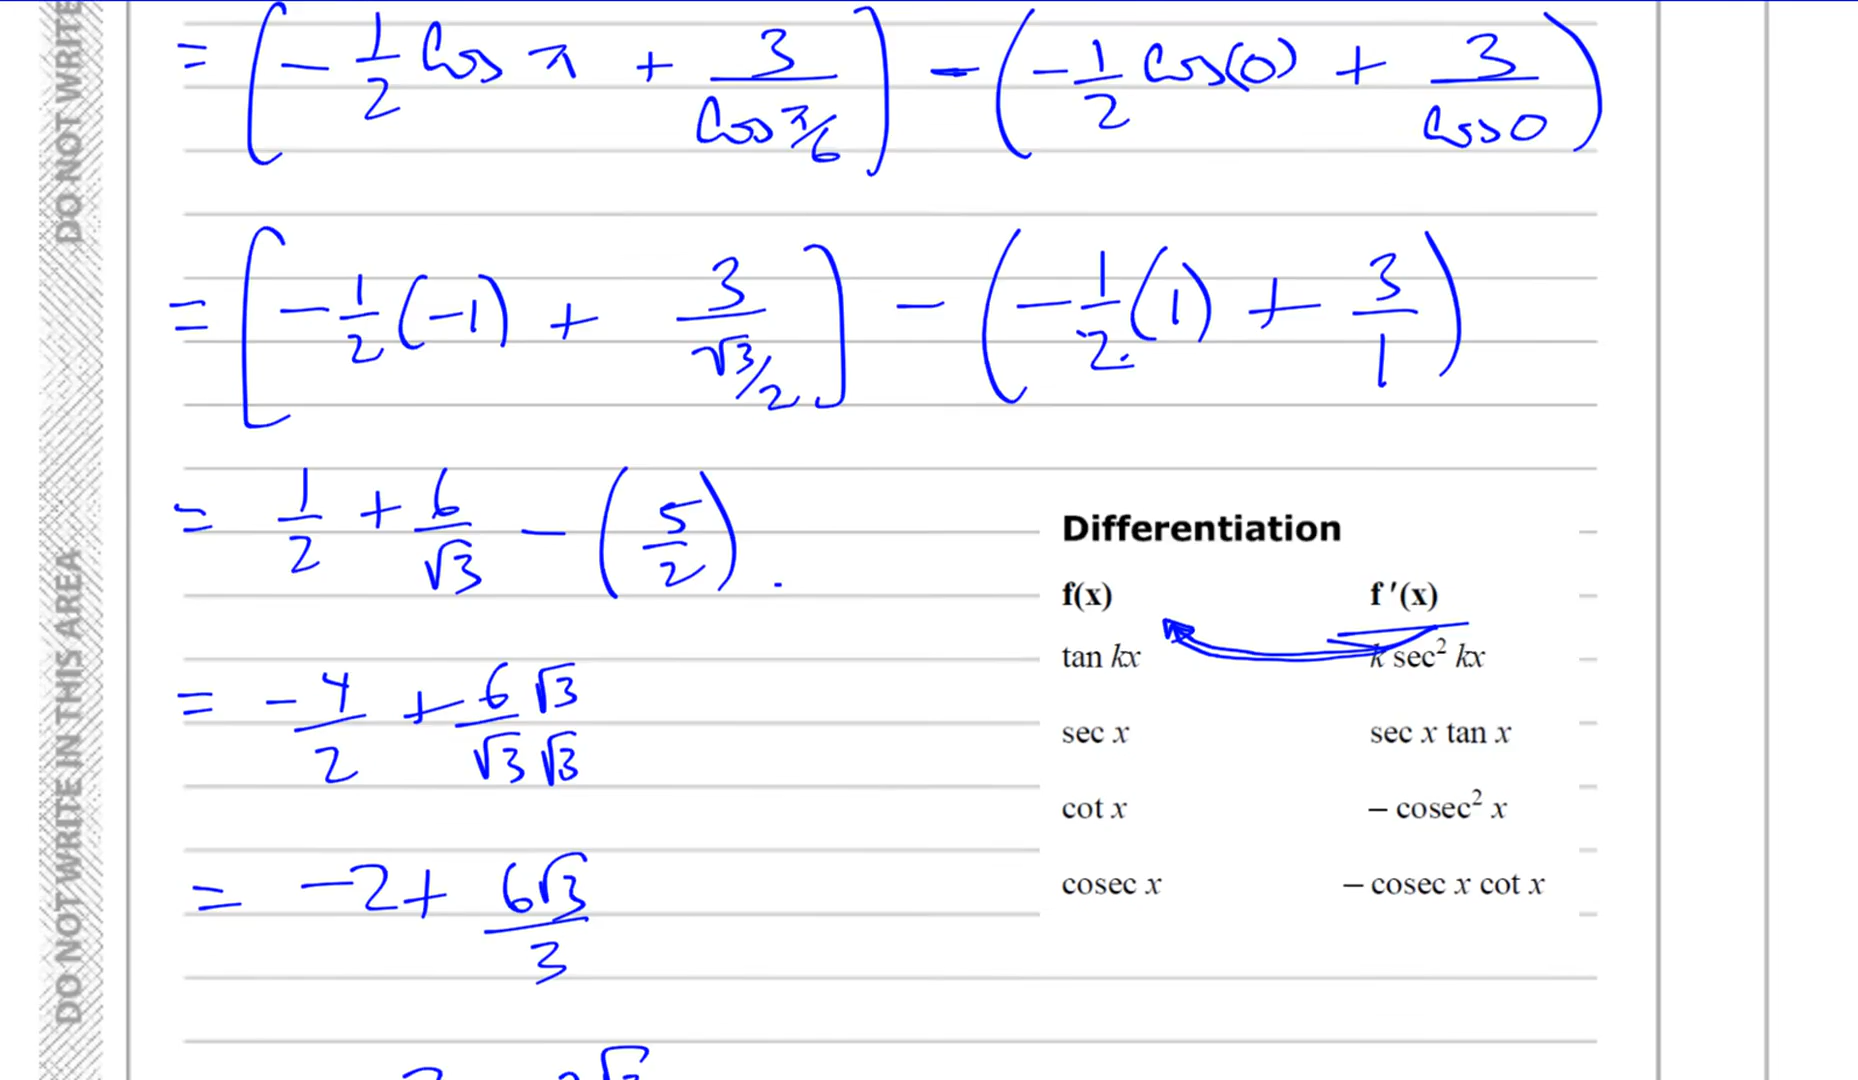 DO NOT WRITE
= [ - 1/2 Cos π + 3/(Cos π/6) ] - ( - 1/2 Cos(0) + 3/(Cos 0) )
= [ - 1/2 (-1) + 3/(√3/2) ] - ( - 1/2 (1) + 3/1 )
= 1/2 + 6/√3 - ( 5/2 ) .
= - 4/2 + 6 √3/(√3 √3)
= -2 + 6√3/3
DO NOT WRITE IN THIS AREA
Differentiation
f(x) f′(x)
tan kx k sec² kx
sec x sec x tan x
cot x – cosec² x
cosec x – cosec x cot x